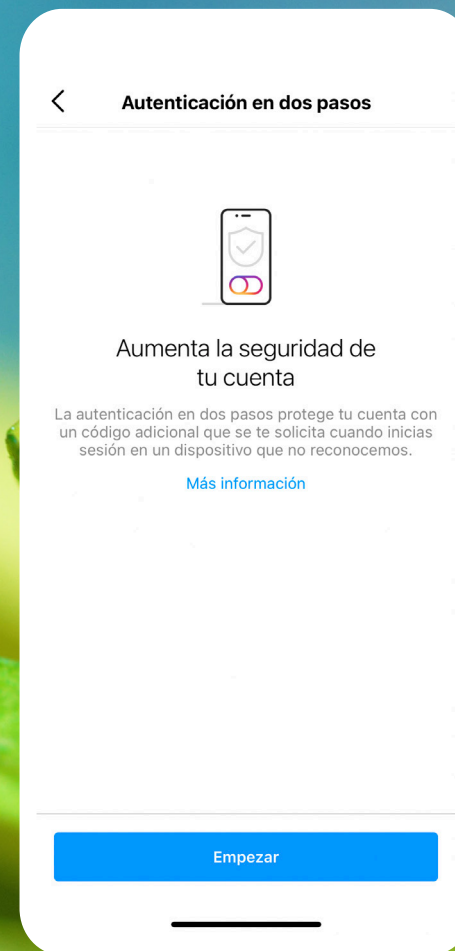 Autenticación en dos pasos
Aumenta la seguridad de
tu cuenta
La autenticación en dos pasos protege tu cuenta con
un código adicional que se te solicita cuando inicias
sesión en un dispositivo que no reconocemos.
Más información
Empezar